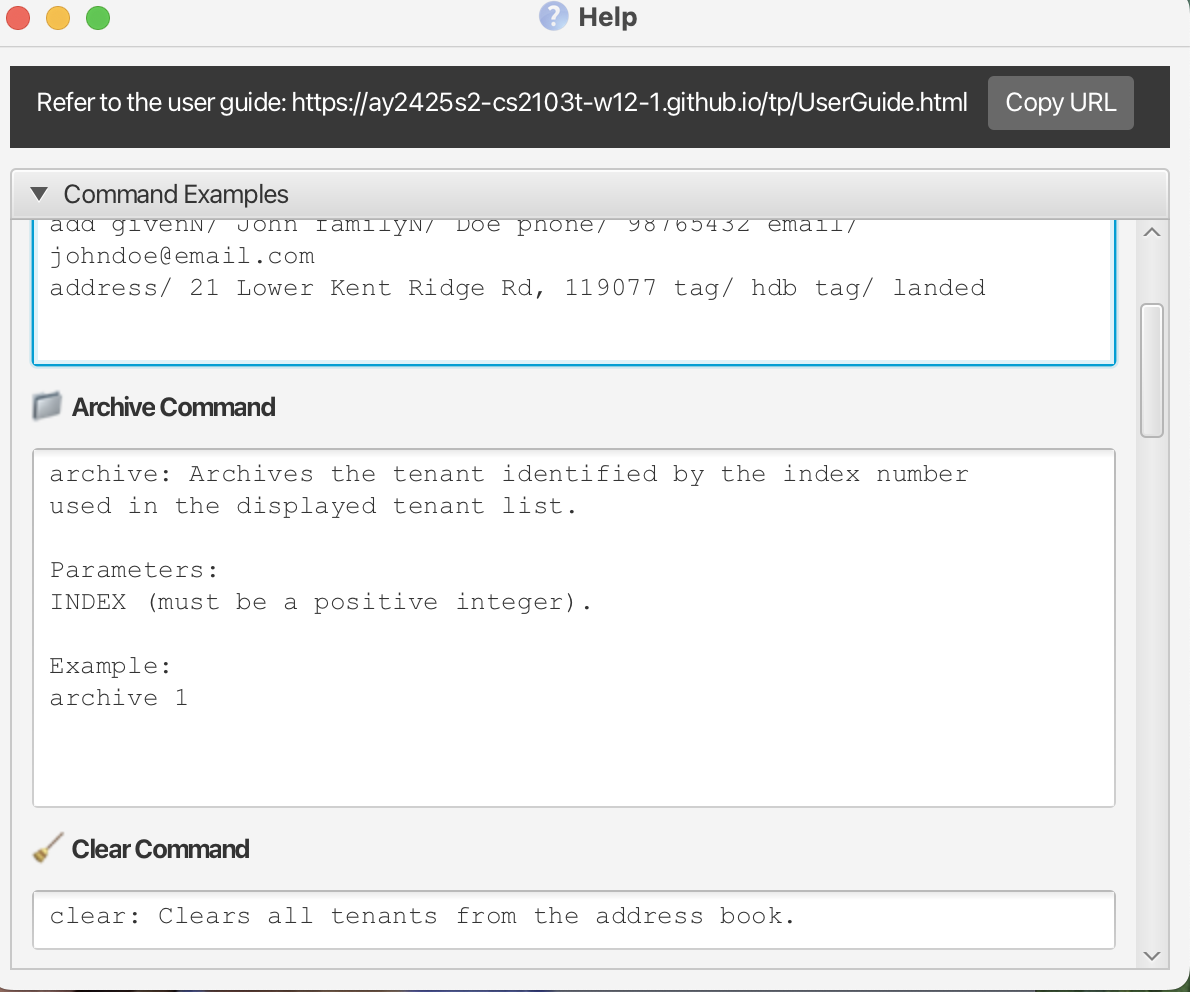 Help
Refer to the user guide: https://ay2425s2-cs2103t-w12-1.github.io/tp/UserGuide.html Copy URL
Command Examples
add givenN/ John familyN/ Doe phone/ 98765432 email/
johndoe@email.com
address/ 21 Lower Kent Ridge Rd, 119077 tag/ hdb tag/ landed
Archive Command
archive: Archives the tenant identified by the index number
used in the displayed tenant list.
Parameters:
INDEX (must be a positive integer).
Example:
archive 1
Clear Command
clear: Clears all tenants from the address book.